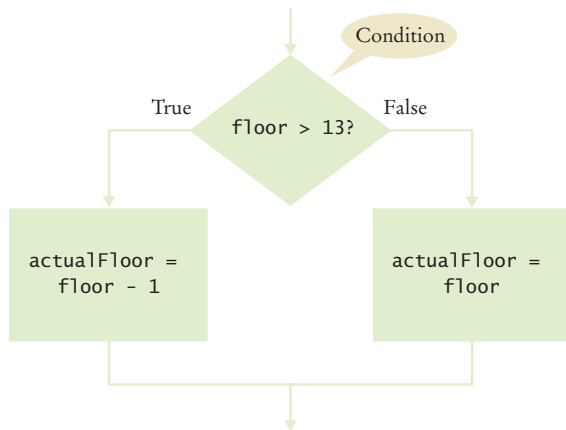 Condition
True
floor > 13?
False
actualFloor =
floor - 1
actualFloor =
floor